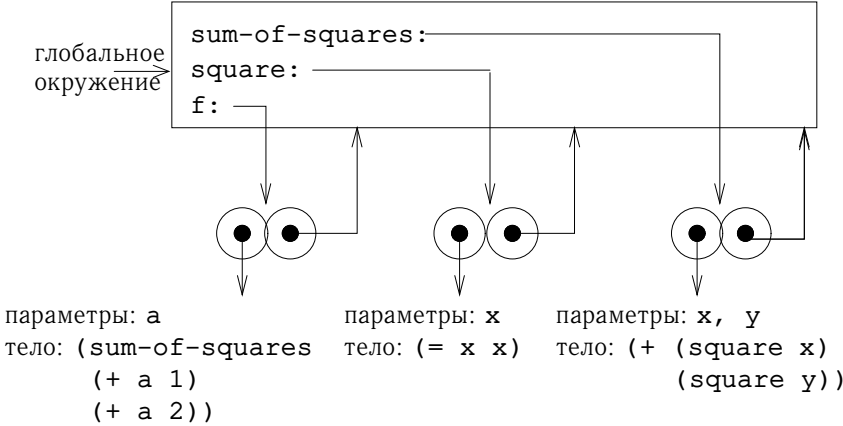 sum-of-squares:
глобальное
окружение
square:
f:
параметры: a
тело: (sum-of-squares
(+ a 1)
(+ a 2))
параметры: x
тело: (= x x)
параметры: x, y
тело: (+ (square x)
(square y))